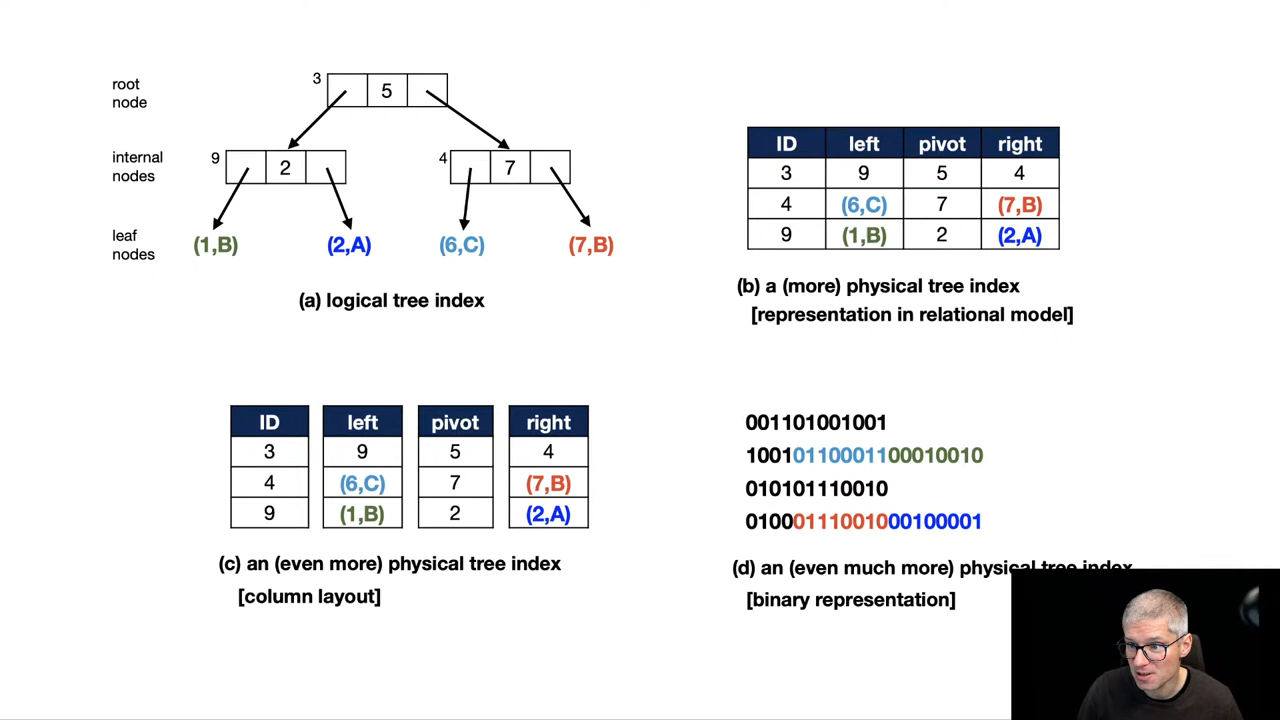 root
node
3
5
internal
nodes
9
2
4
7
leaf
nodes
(1,B)
(2,A)
(6,C)
(7,B)
(a) logical tree index
ID left pivot right
3 9 5 4
4 (6,C) 7 (7,B)
9 (1,B) 2 (2,A)
(b) a (more) physical tree index
[representation in relational model]
ID left pivot right
3 9 5 4
4 (6,C) 7 (7,B)
9 (1,B) 2 (2,A)
(c) an (even more) physical tree index
[column layout]
001101001001
10010110001100010010
010101110010
01000111001000100001
(d) an (even much more) physical tree index
[binary representation]